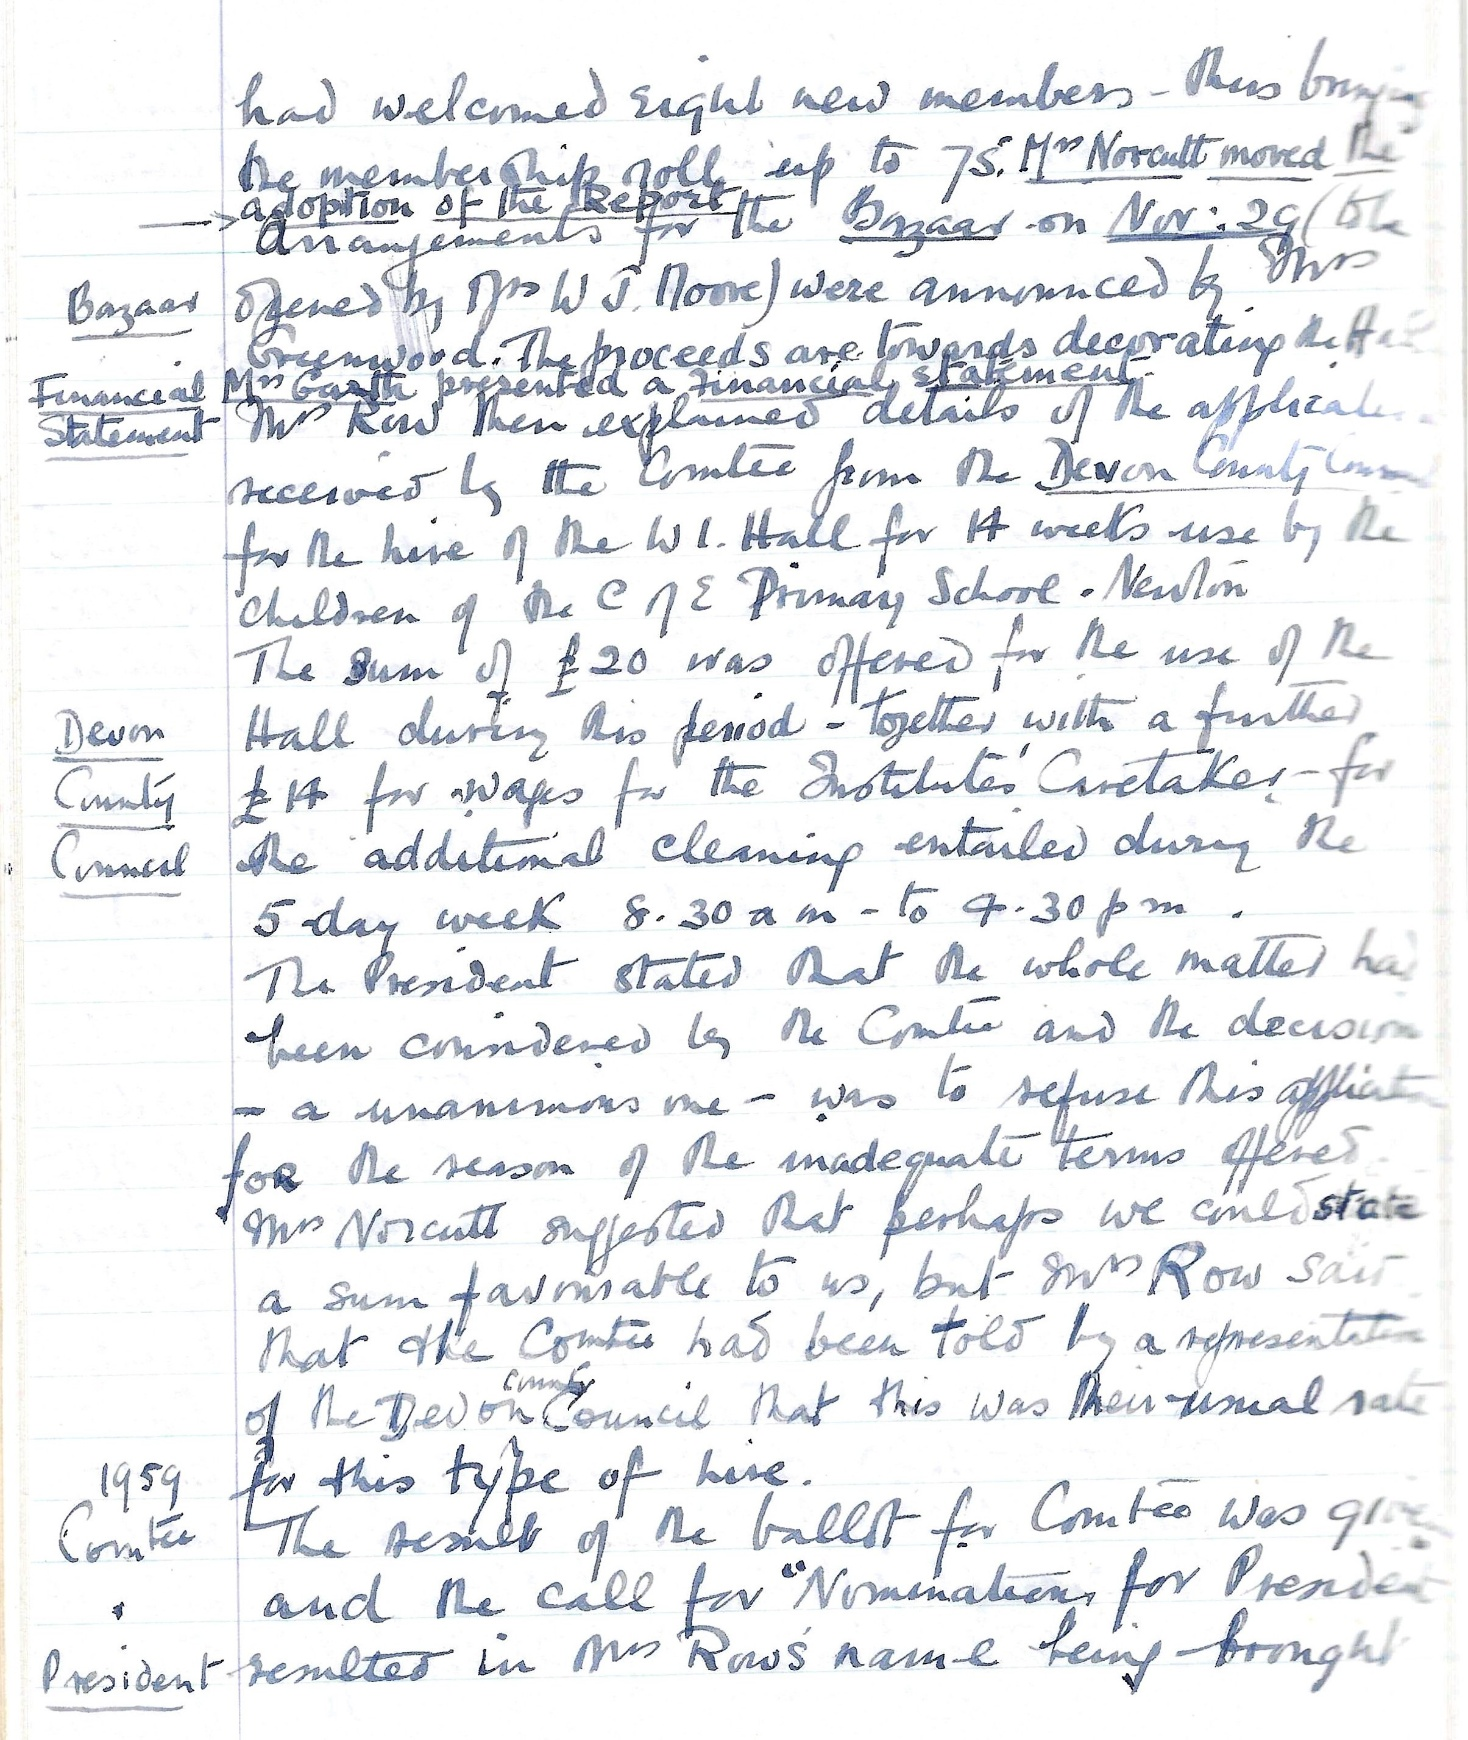 had welcomed Eight new members - thus bringing
the membership roll up to 75. Mrs Norcutt moved the
adoption of the Report
Arrangements for the Bazaar on Nov: 29 (to be
Bazaar
opened by Mrs W J. Moore) were announced by Mrs
Greenwood. The proceeds are towards decorating the Hall
Financial Statement
Mrs Garth presented a Financial statement.
Mrs Row then explained details of the application
received by the Comtee from the Devon County Council
for the hire of the W I. Hall for 14 weeks use by the
Children of the C of E Primary School. Newton
The sum of £20 was offered for the use of the
Devon County Council
Hall during this period - together with a further
£14 for wages for the Institutes' Caretaker - for
the additional cleaning entailed during the
5-day week 8.30 a m - to 4.30 p m .
The President stated that the whole matter had
been considered by the Comtee and the decision
- a unanimous one - was to refuse this application
for the reason of the inadequate terms offered.
Mrs Norcutt suggested that perhaps we could state
a sum favourable to us, but Mrs Row said
that the Comtee had been told by a representative
of the Devon County Council that this was their usual rate
for this type of hire.
1959 Comtee
The result of the ballot for Comtee was given
and the call for "Nominations for President
President
resulted in Mrs Row's name being brought